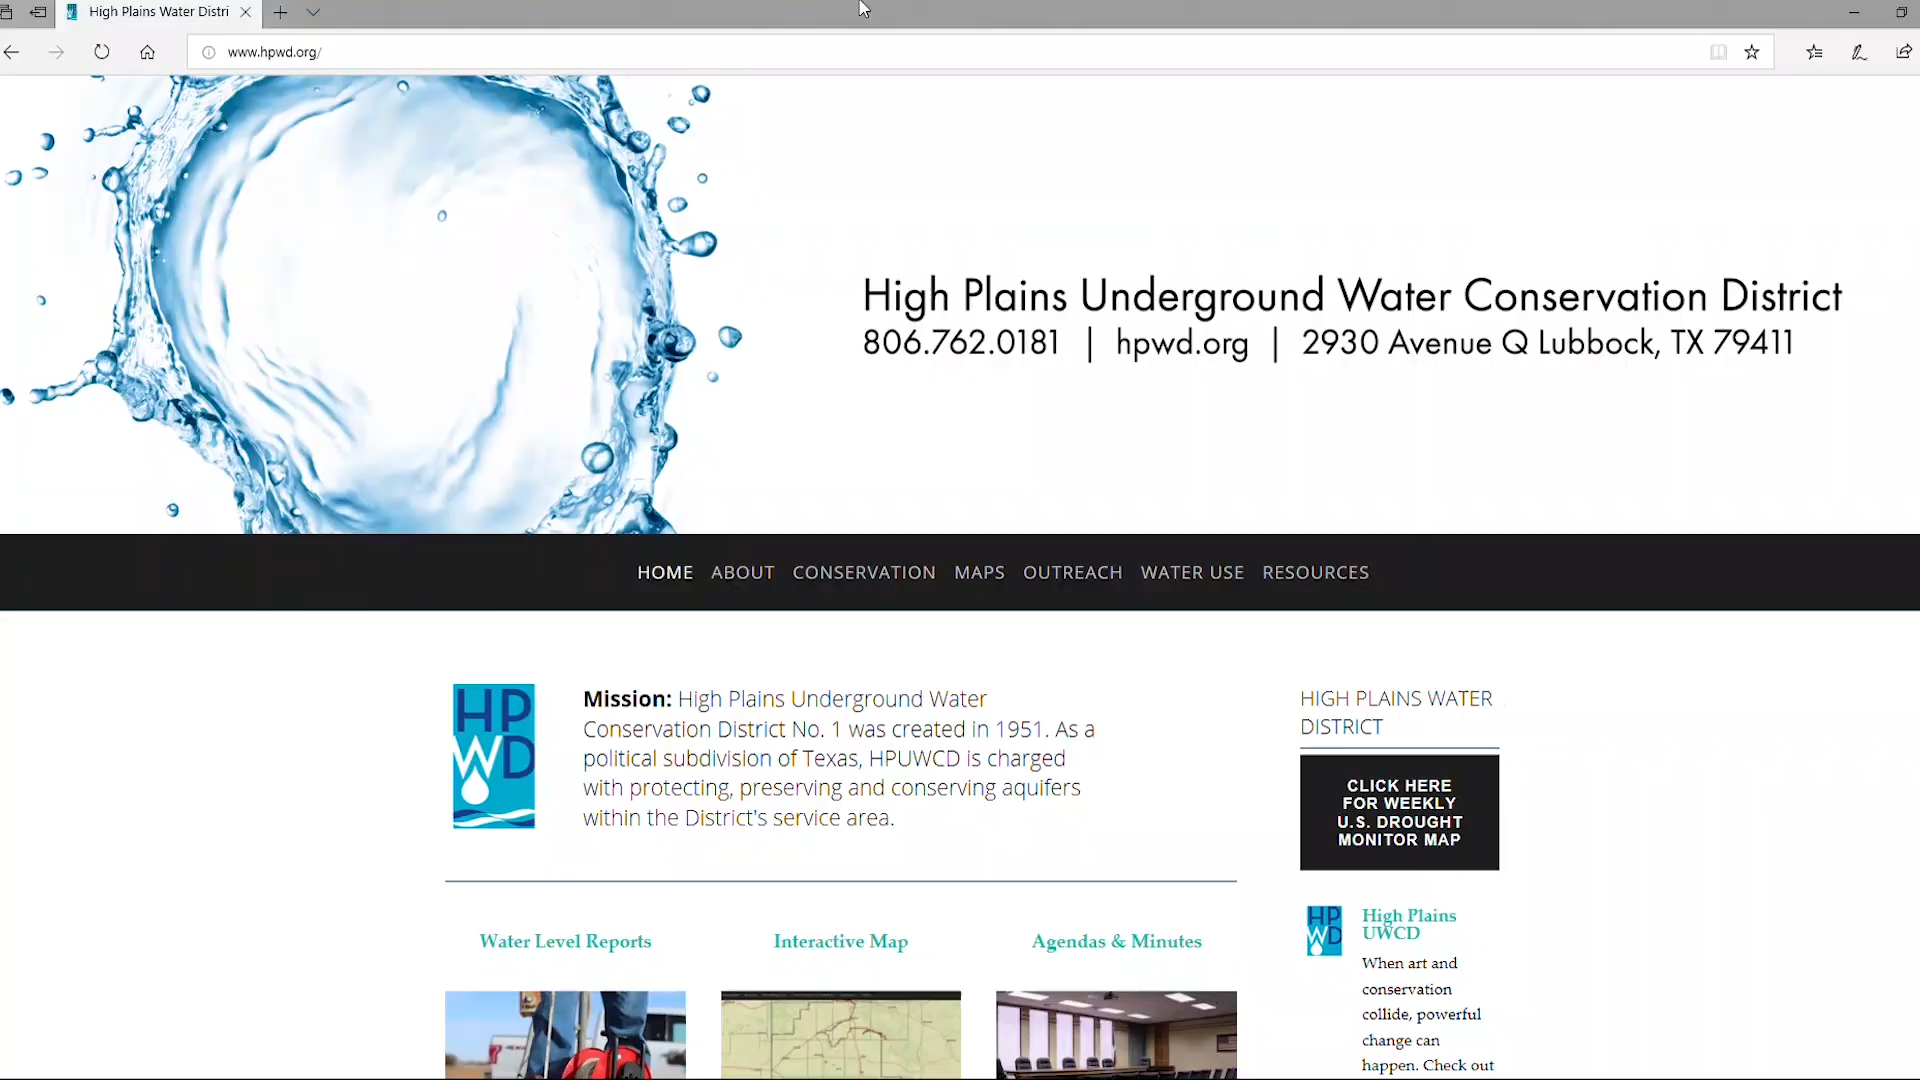 High Plains Water Distri
www.hpwd.org/
High Plains Underground Water Conservation District
806.762.0181 | hpwd.org | 2930 Avenue Q Lubbock, TX 79411
HOME ABOUT CONSERVATION MAPS OUTREACH WATER USE RESOURCES
HP
WD
Mission: High Plains Underground Water
Conservation District No. 1 was created in 1951. As a
political subdivision of Texas, HPUWCD is charged
with protecting, preserving and conserving aquifers
within the District's service area.
Water Level Reports
Interactive Map
Agendas & Minutes
HIGH PLAINS WATER
DISTRICT
CLICK HERE
FOR WEEKLY
U.S. DROUGHT
MONITOR MAP
HP
WD
High Plains
UWCD
When art and
conservation
collide, powerful
change can
happen. Check out